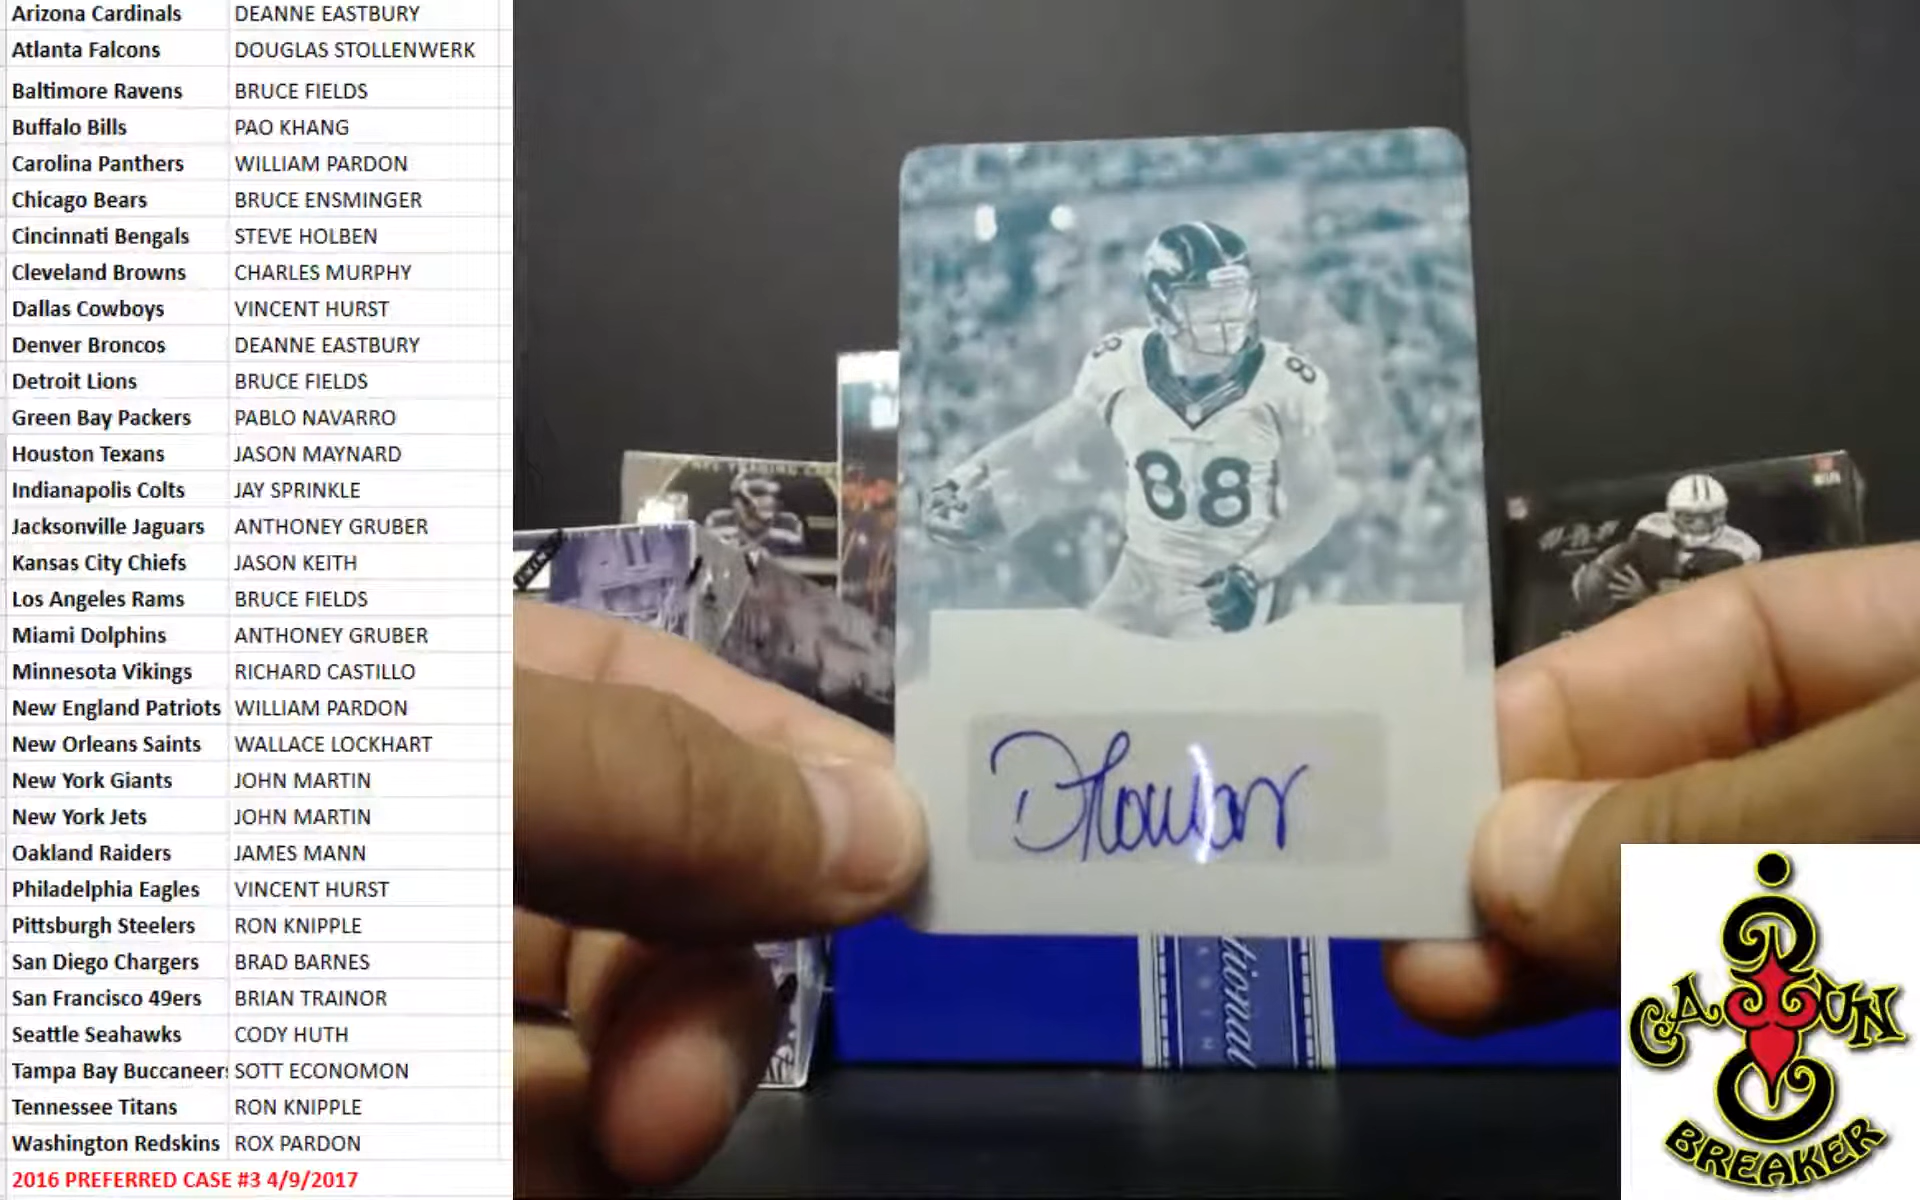 Arizona Cardinals DEANNE EASTBURY
Atlanta Falcons DOUGLAS STOLLENWERK
Baltimore Ravens BRUCE FIELDS
Buffalo Bills PAO KHANG
Carolina Panthers WILLIAM PARDON
Chicago Bears BRUCE ENSMINGER
Cincinnati Bengals STEVE HOLBEN
Cleveland Browns CHARLES MURPHY
Dallas Cowboys VINCENT HURST
Denver Broncos DEANNE EASTBURY
Detroit Lions BRUCE FIELDS
Green Bay Packers PABLO NAVARRO
Houston Texans JASON MAYNARD
Indianapolis Colts JAY SPRINKLE
Jacksonville Jaguars ANTHONEY GRUBER
Kansas City Chiefs JASON KEITH
Los Angeles Rams BRUCE FIELDS
Miami Dolphins ANTHONEY GRUBER
Minnesota Vikings RICHARD CASTILLO
New England Patriots WILLIAM PARDON
New Orleans Saints WALLACE LOCKHART
New York Giants JOHN MARTIN
New York Jets JOHN MARTIN
Oakland Raiders JAMES MANN
Philadelphia Eagles VINCENT HURST
Pittsburgh Steelers RON KNIPPLE
San Diego Chargers BRAD BARNES
San Francisco 49ers BRIAN TRAINOR
Seattle Seahawks CODY HUTH
Tampa Bay Buccaneers SOTT ECONOMON
Tennessee Titans RON KNIPPLE
Washington Redskins ROX PARDON
2016 PREFERRED CASE #3 4/9/2017
88
88
88
tional
CAJUN
BREAKER